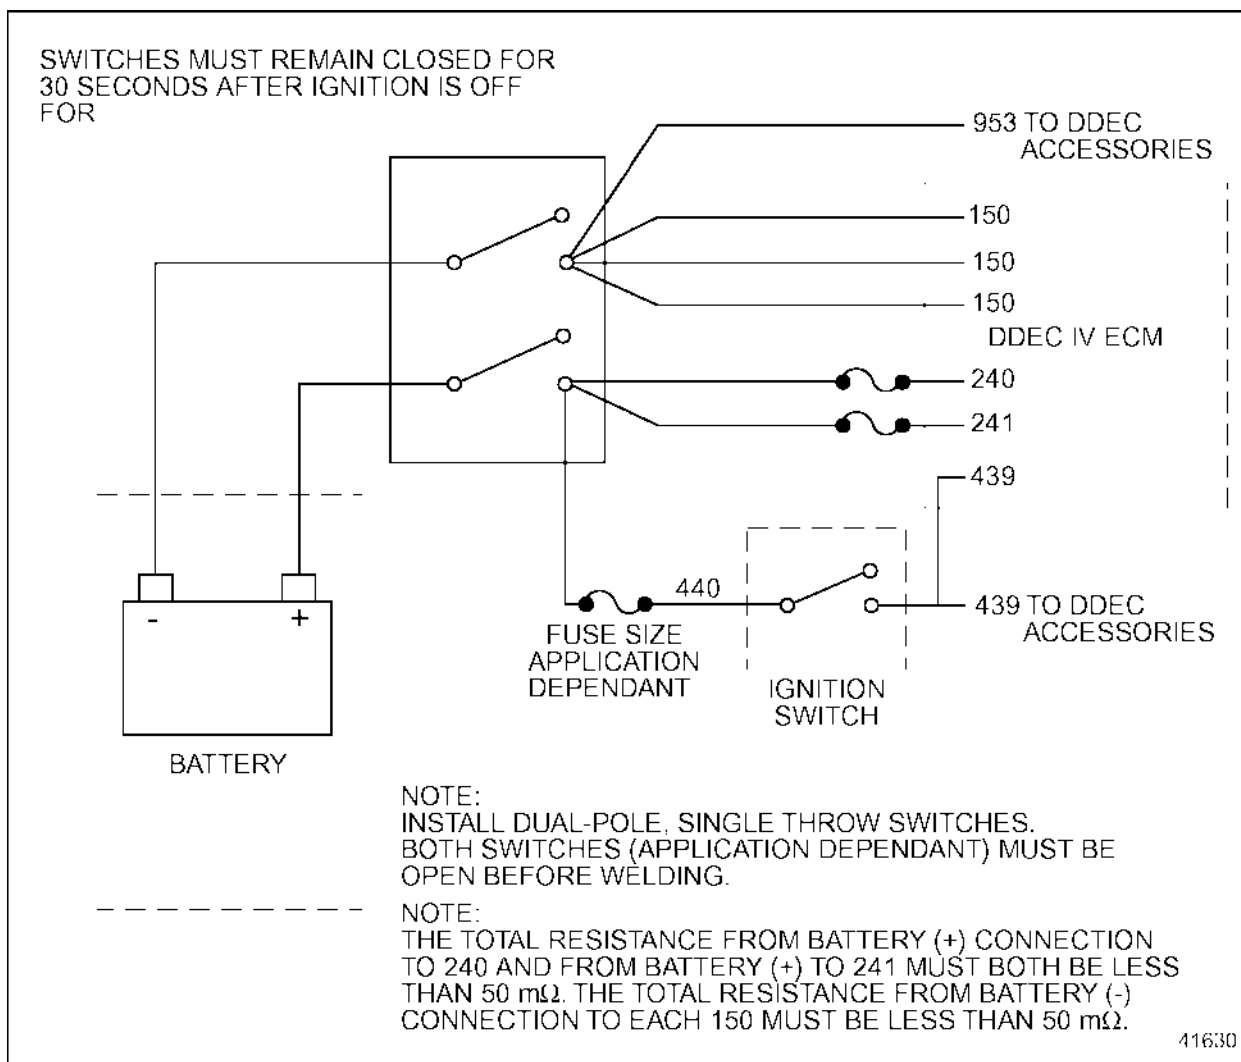 SWITCHES MUST REMAIN CLOSED FOR
30 SECONDS AFTER IGNITION IS OFF
FOR
953 TO DDEC
ACCESSORIES
150
150
150
DDEC IV ECM
240
241
439
440
439 TO DDEC
ACCESSORIES
FUSE SIZE
APPLICATION
DEPENDANT
IGNITION
SWITCH
- +
BATTERY
NOTE:
INSTALL DUAL-POLE, SINGLE THROW SWITCHES.
BOTH SWITCHES (APPLICATION DEPENDANT) MUST BE
OPEN BEFORE WELDING.
NOTE:
THE TOTAL RESISTANCE FROM BATTERY (+) CONNECTION
TO 240 AND FROM BATTERY (+) TO 241 MUST BOTH BE LESS
THAN 50 mΩ. THE TOTAL RESISTANCE FROM BATTERY (-)
CONNECTION TO EACH 150 MUST BE LESS THAN 50 mΩ.
41630